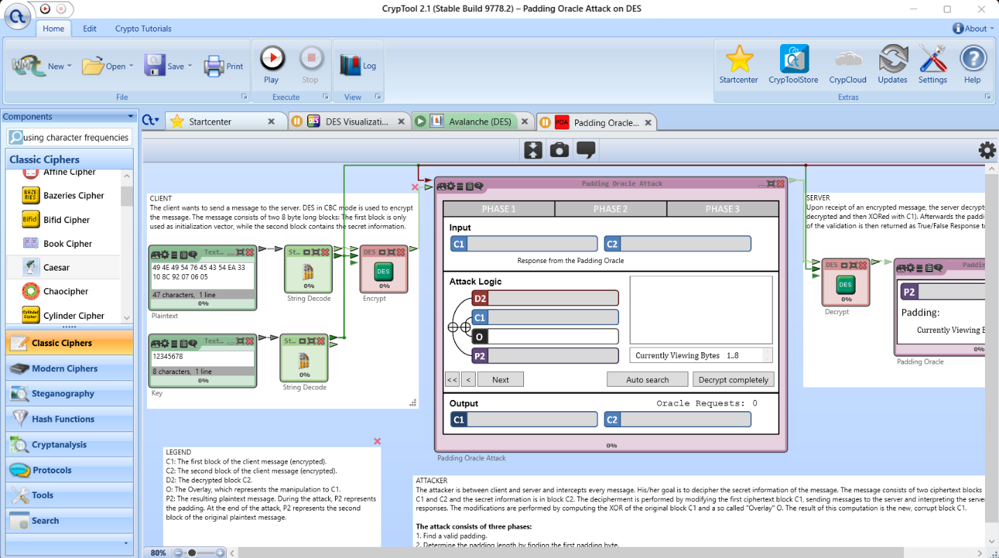 CrypTool 2.1 (Stable Build 9778.2) – Padding Oracle Attack on DES
Home Edit Crypto Tutorials About
New Open Save Print Play Stop Log
Startcenter CrypToolStore CrypCloud Updates Settings Help
File Execute View Extras
Components
using character frequencies
Classic Ciphers
Affine Cipher
Bazeries Cipher
Bifid Cipher
Book Cipher
Caesar
Chaocipher
Cylinder Cipher
Classic Ciphers
Modern Ciphers
Steganography
Hash Functions
Cryptanalysis
Protocols
Tools
Search
Startcenter
DES Visualizati...
Avalanche (DES)
POA Padding Oracle...
CLIENT
The client wants to send a message to the server. DES in CBC mode is used to encrypt
the message. The message consists of two 8 byte long blocks: The first block is only
used as initialization vector, while the second block contains the secret information.
Text...
49 4E 49 54 76 45 43 54 EA 33
10 8C 92 07 06 05
47 characters, 1 line
0%
Plaintext
St...
0%
String Decode
DES
DES
0%
Encrypt
Text...
12345678
8 characters, 1 line
0%
Key
St...
0%
String Decode
Padding Oracle Attack
PHASE 1 PHASE 2 PHASE 3
Input
C1 C2
Response from the Padding Oracle
Attack Logic
D2
C1
O
P2
Currently Viewing Bytes 1..8
<< < Next Auto search Decrypt completely
Output Oracle Requests: 0
C1 C2
0%
Padding Oracle Attack
SERVER
Upon receipt of an encrypted message, the server decrypt
decrypted and then XORed with C1). Afterwards the paddi
of the validation is then returned as True/False Response to
DES
DES
0%
Decrypt
Paddin
P2
Padding:
Currently Viewing B
0%
Padding Oracle
LEGEND
C1: The first block of the client message (encrypted).
C2: The second block of the client message (encrypted).
D2: The decrypted block C2.
O: The Overlay, which represents the manipulation to C1.
P2: The resulting plaintext message. During the attack, P2 represents
the padding. At the end of the attack, P2 represents the second
block of the original plaintext message.
ATTACKER
The attacker is between client and server and intercepts every message. His/her goal is to decipher the secret information of the message. The message consists of two ciphertext blocks
C1 and C2 and the secret information is in block C2. The decipherment is performed by modifying the first ciphertext block C1, sending messages to the server and interpreting the serve
responses. The modifications are performed by computing the XOR of the original block C1 and a so called "Overlay" O. The result of this computation is the new, corrupt block C1.
The attack consists of three phases:
1. Find a valid padding.
2. Determine the padding length by finding the first padding byte.
80%